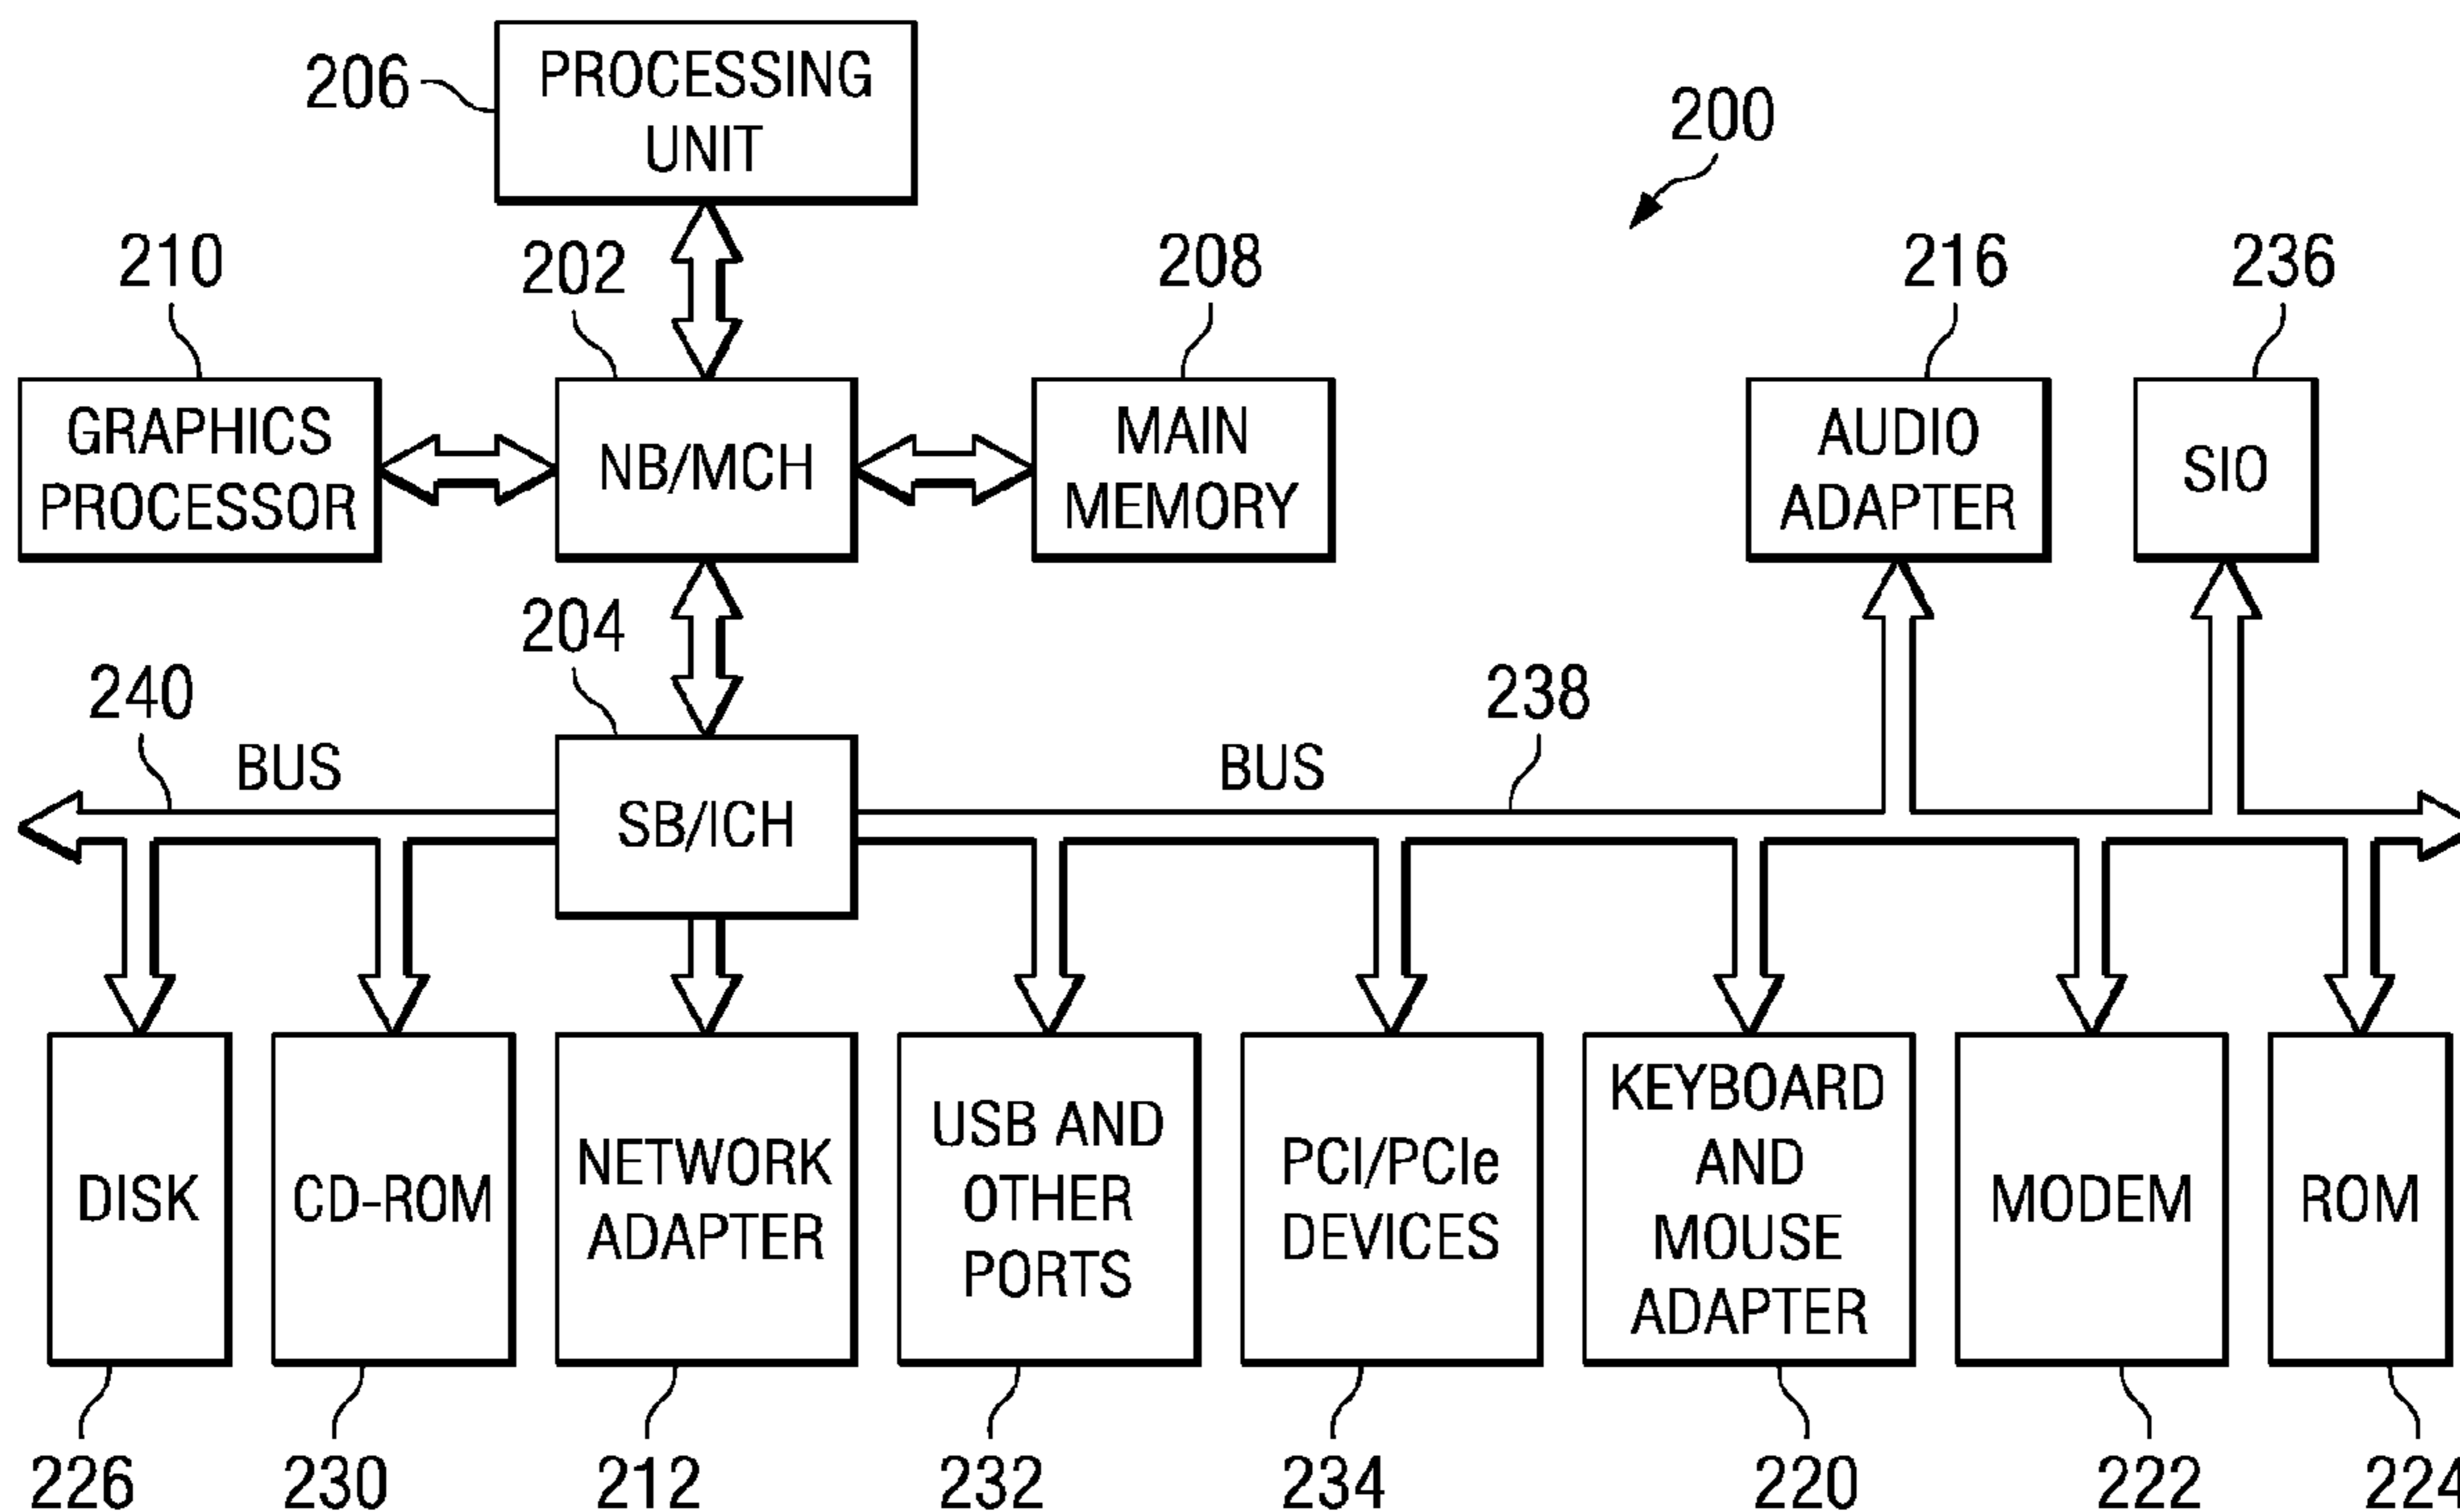 206
PROCESSING
UNIT
200
210
202
208
216
236
GRAPHICS
PROCESSOR
NB/MCH
MAIN
MEMORY
AUDIO
ADAPTER
SIO
204
240
BUS
238
BUS
SB/ICH
DISK
CD-ROM
NETWORK
ADAPTER
USB AND
OTHER
PORTS
PCI/PCIe
DEVICES
KEYBOARD
AND
MOUSE
ADAPTER
MODEM
ROM
226
230
212
232
234
220
222
224